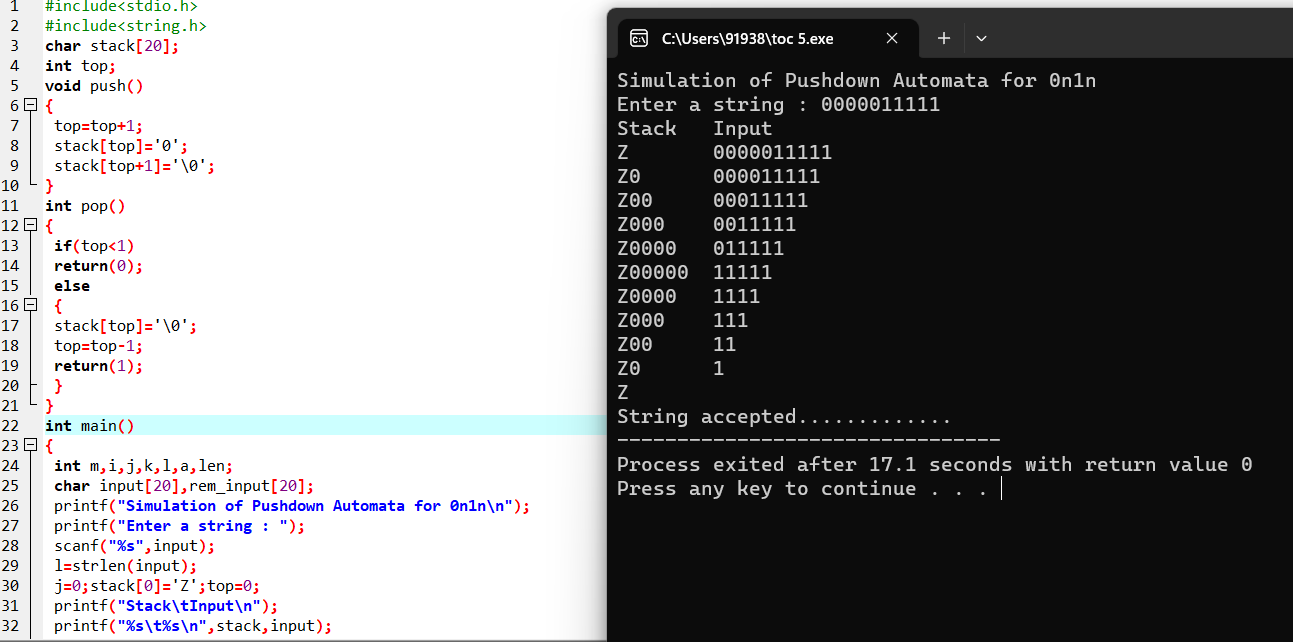 1 #include<stdio.h>
2 #include<string.h>
3 char stack[20];
4 int top;
5 void push()
6 {
7 top=top+1;
8 stack[top]='0';
9 stack[top+1]='\0';
10 }
11 int pop()
12 {
13 if(top<1)
14 return(0);
15 else
16 {
17 stack[top]='\0';
18 top=top-1;
19 return(1);
20 }
21 }
22 int main()
23 {
24 int m,i,j,k,l,a,len;
25 char input[20],rem_input[20];
26 printf("Simulation of Pushdown Automata for 0n1n\n");
27 printf("Enter a string : ");
28 scanf("%s",input);
29 l=strlen(input);
30 j=0;stack[0]='Z';top=0;
31 printf("Stack\tInput\n");
32 printf("%s\t%s\n",stack,input);
C:\Users\91938\toc 5.exe
Simulation of Pushdown Automata for 0n1n
Enter a string : 0000011111
Stack Input
Z 0000011111
Z0 000011111
Z00 00011111
Z000 0011111
Z0000 011111
Z00000 11111
Z0000 1111
Z000 111
Z00 11
Z0 1
Z
String accepted.............
--------------------------------
Process exited after 17.1 seconds with return value 0
Press any key to continue . . .